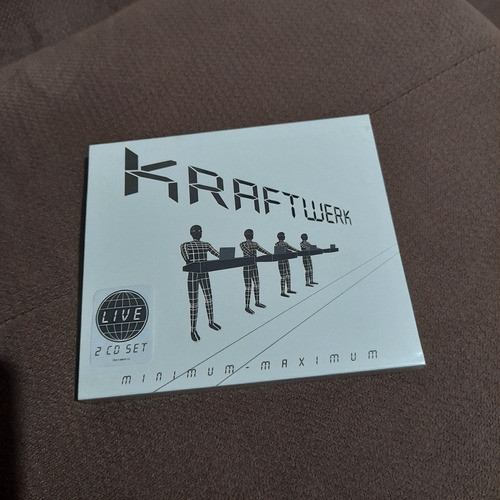 KRAFTWERK
LIVE
2 CD SET
MINIMUM-MAXIMUM